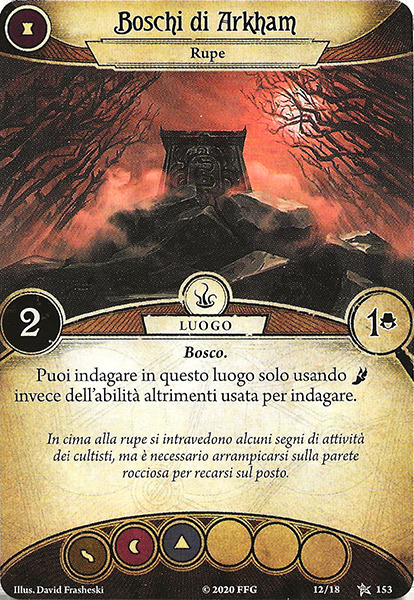 Boschi di Arkham
Rupe
2
LUOGO
1
Bosco.
Puoi indagare in questo luogo solo usando
invece dell'abilità altrimenti usata per indagare.
In cima alla rupe si intravedono alcuni segni di attività
dei cultisti, ma è necessario arrampicarsi sulla parete
rocciosa per recarsi sul posto.
Illus. David Frasheski © 2020 FFG 12/18 153